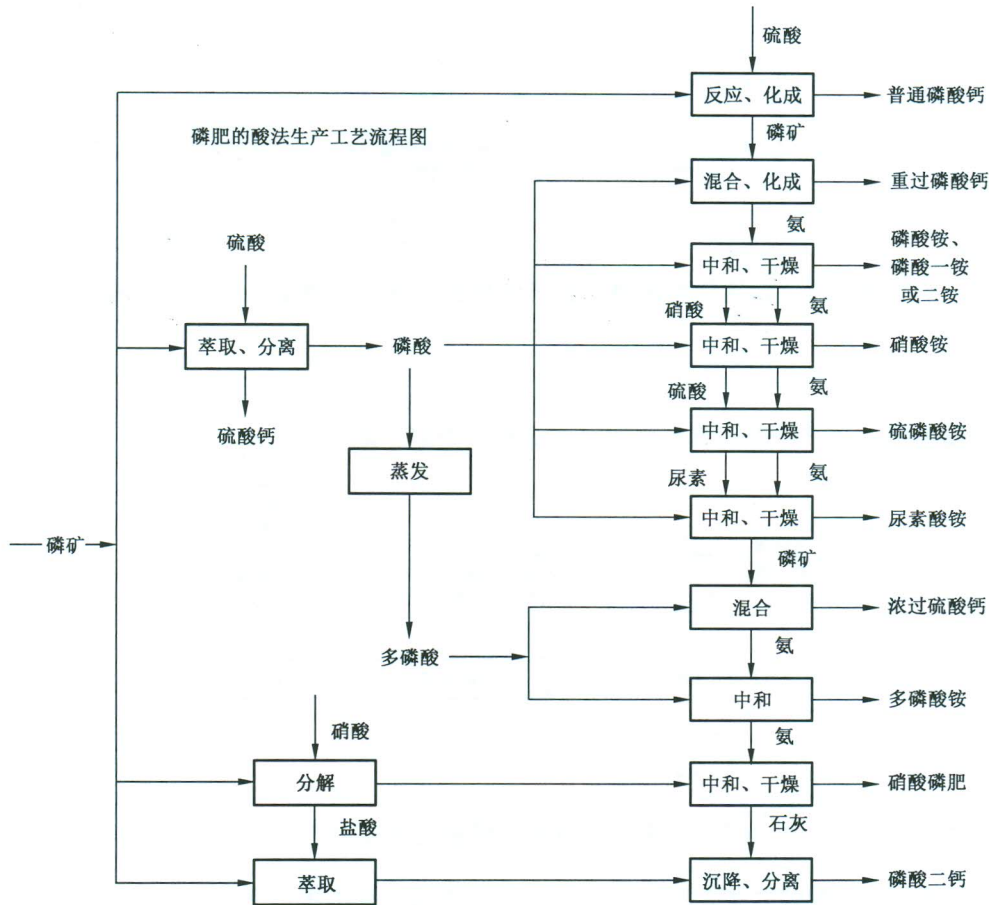 硫酸
反应、化成
普通磷酸钙
磷肥的酸法生产工艺流程图
磷矿
混合、化成
重过磷酸钙
氨
硫酸
中和、干燥
磷酸铵、
磷酸一铵
或二铵
硝酸
氨
萃取、分离
磷酸
中和、干燥
硝酸铵
硫酸
氨
硫酸钙
中和、干燥
硫磷酸铵
蒸发
尿素
氨
中和、干燥
尿素酸铵
磷矿
磷矿
混合
浓过硫酸钙
多磷酸
氨
中和
多磷酸铵
硝酸
氨
分解
中和、干燥
硝酸磷肥
盐酸
石灰
萃取
沉降、分离
磷酸二钙